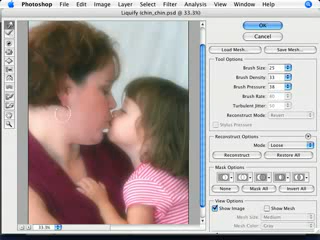 Photoshop File Edit Image Layer Select Filter Analysis View Window Help
Liquify (chin_chin.psd @ 33.3%)
OK
Cancel
Load Mesh... Save Mesh...
Tool Options
Brush Size: 25
Brush Density: 33
Brush Pressure: 38
Brush Rate: 80
Turbulent Jitter: 50
Reconstruct Mode: Revert
Stylus Pressure
Reconstruct Options
Mode: Loose
Reconstruct Restore All
Mask Options
None Mask All Invert All
View Options
Show Image Show Mesh
Mesh Size: Medium
Mesh Color: Gray
33.3%